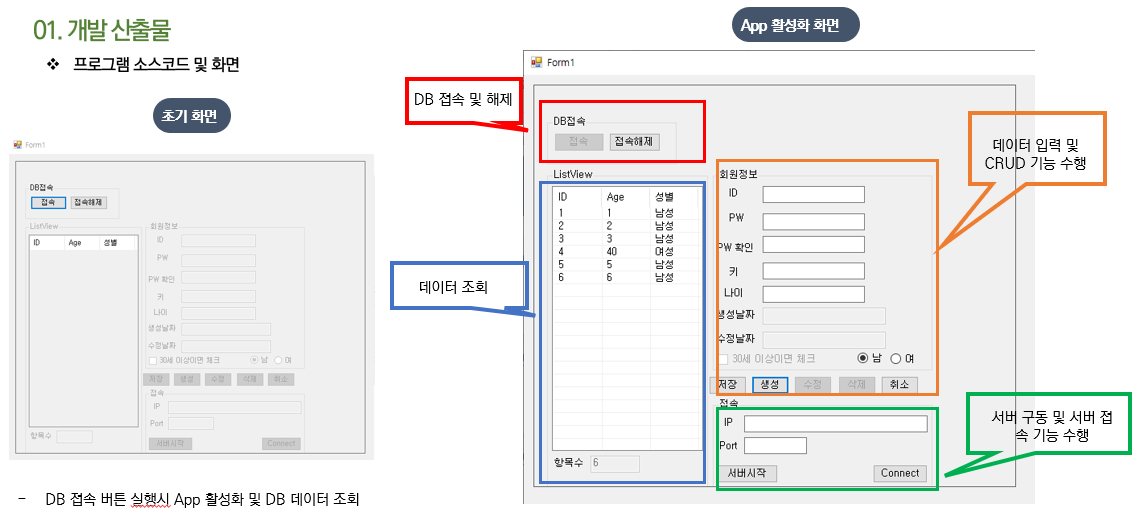 01. 개발 산출물
❖ 프로그램 소스코드 및 화면
초기 화면
Form1
DB접속
접속 접속해제
ListView
ID Age 성별
항목수
회원정보
ID
PW
PW 확인
키
나이
생성날짜
수정날짜
30세 이상이면 체크 남 여
저장 생성 수정 삭제 취소
접속
IP
Port
서버시작 Connect
- DB 접속 버튼 실행시 App 활성화 및 DB 데이터 조회
App 활성화 화면
Form1
DB 접속 및 해제
DB접속
접속 접속해제
데이터 조회
ListView
ID Age 성별
1 1 남성
2 2 남성
3 3 남성
4 40 여성
5 5 남성
6 6 남성
항목수 6
데이터 입력 및
CRUD 기능 수행
회원정보
ID
PW
PW 확인
키
나이
생성날짜
수정날짜
30세 이상이면 체크 남 여
저장 생성 수정 삭제 취소
서버 구동 및 서버 접
속 기능 수행
접속
IP
Port
서버시작 Connect